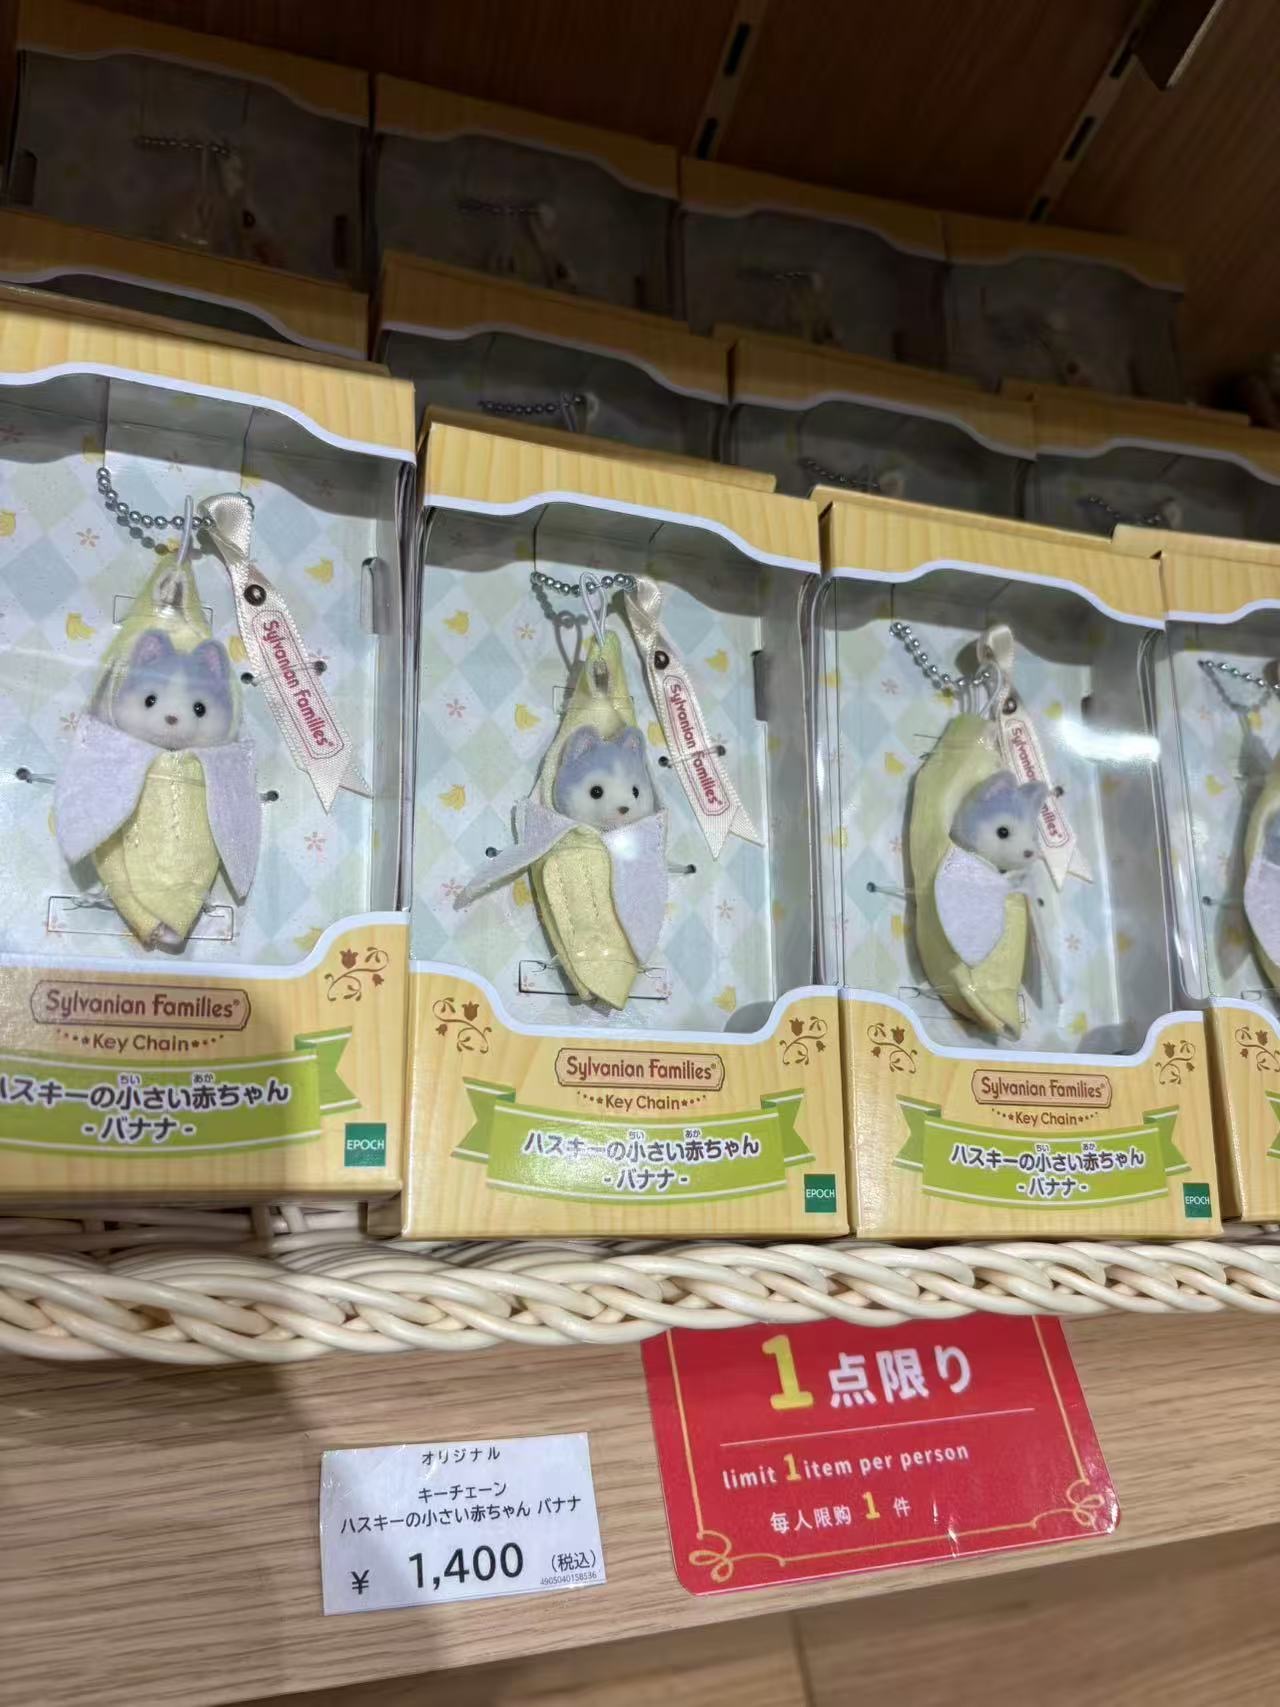 Sylvanian Families®
Sylvanian Families®
Sylvanian Families®
Sylvanian Families®
Key Chain
ハスキーの小さい赤ちゃん
- バナナ -
EPOCH
Sylvanian Families®
Key Chain
ハスキーの小さい赤ちゃん
- バナナ -
EPOCH
Sylvanian Families®
Key Chain
ハスキーの小さい赤ちゃん
- バナナ -
EPOCH
1点限り
limit 1 item per person
每人限购 1 件
オリジナル
キーチェーン
ハスキーの小さい赤ちゃん バナナ
¥ 1,400 (税込)
4905040158536